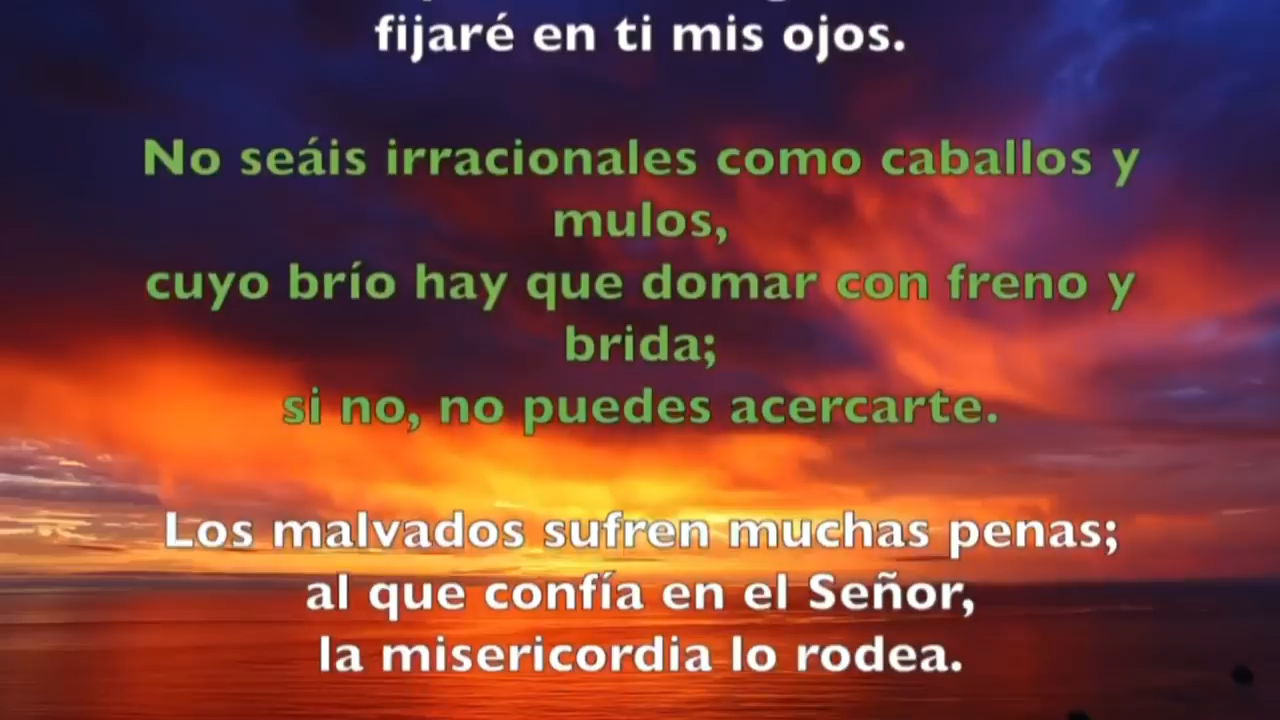 fijaré en ti mis ojos.
No seáis irracionales como caballos y
mulos,
cuyo brío hay que domar con freno y
brida;
si no, no puedes acercarte.
Los malvados sufren muchas penas;
al que confía en el Señor,
la misericordia lo rodea.